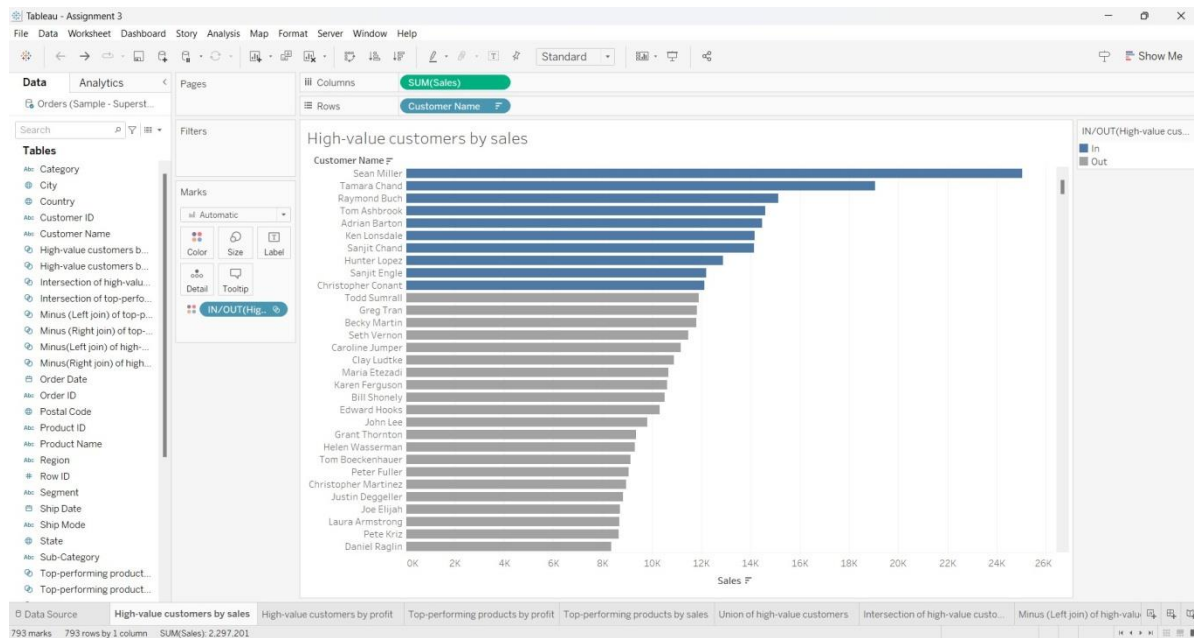 Tableau - Assignment 3
File Data Worksheet Dashboard Story Analysis Map Format Server Window Help
Standard
Show Me
Data Analytics
Orders (Sample - Superst...
Search
Tables
Abc Category
City
Country
Abc Customer ID
Abc Customer Name
High-value customers b...
High-value customers b...
Intersection of high-valu...
Intersection of top-perfo...
Minus (Left join) of top-p...
Minus (Right join) of top-...
Minus(Left join) of high-...
Minus(Right join) of high...
Order Date
Abc Order ID
Postal Code
Abc Product ID
Abc Product Name
Abc Region
# Row ID
Abc Segment
Ship Date
Abc Ship Mode
State
Abc Sub-Category
Top-performing product...
Top-performing product...
Pages
Filters
Marks
Automatic
Color Size Label
Detail Tooltip
IN/OUT(Hig..
Columns SUM(Sales)
Rows Customer Name
High-value customers by sales
Customer Name
Sean Miller
Tamara Chand
Raymond Buch
Tom Ashbrook
Adrian Barton
Ken Lonsdale
Sanjit Chand
Hunter Lopez
Sanjit Engle
Christopher Conant
Todd Sumrall
Greg Tran
Becky Martin
Seth Vernon
Caroline Jumper
Clay Ludtke
Maria Etezadi
Karen Ferguson
Bill Shonely
Edward Hooks
John Lee
Grant Thornton
Helen Wasserman
Tom Boeckenhauer
Peter Fuller
Christopher Martinez
Justin Deggeller
Joe Elijah
Laura Armstrong
Pete Kriz
Daniel Raglin
0K 2K 4K 6K 8K 10K 12K 14K 16K 18K 20K 22K 24K 26K
Sales
IN/OUT(High-value cus...
In
Out
Data Source High-value customers by sales High-value customers by profit Top-performing products by profit Top-performing products by sales Union of high-value customers Intersection of high-value custo... Minus (Left join) of high-valu
793 marks 793 rows by 1 column SUM(Sales): 2,297,201